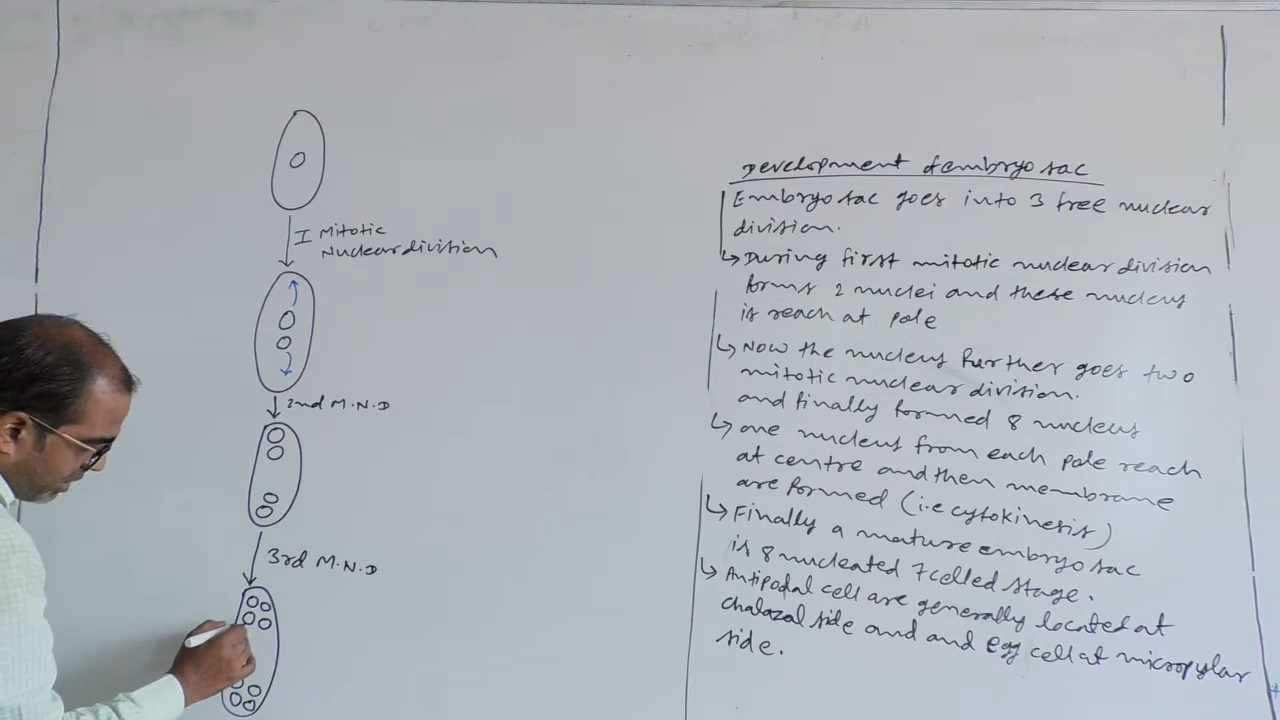 I Mitotic
Nuclear division
2nd M.N.D
3rd M.N.D
Development of embryo sac
Embryo sac goes into 3 free nuclear
division.
↳ During first mitotic nuclear division
forms 2 nuclei and these nucleus
is reach at pole
↳ Now the nucleus further goes two
mitotic nuclear division.
and finally formed 8 nucleus
↳ one nucleus from each pole reach
at centre and then membrane
are formed (i.e cytokinesis)
↳ Finally a mature embryo sac
is 8 nucleated 7 celled stage.
↳ Antipodal cell are generally located at
chalazal side and and egg cell at micropylar
side.